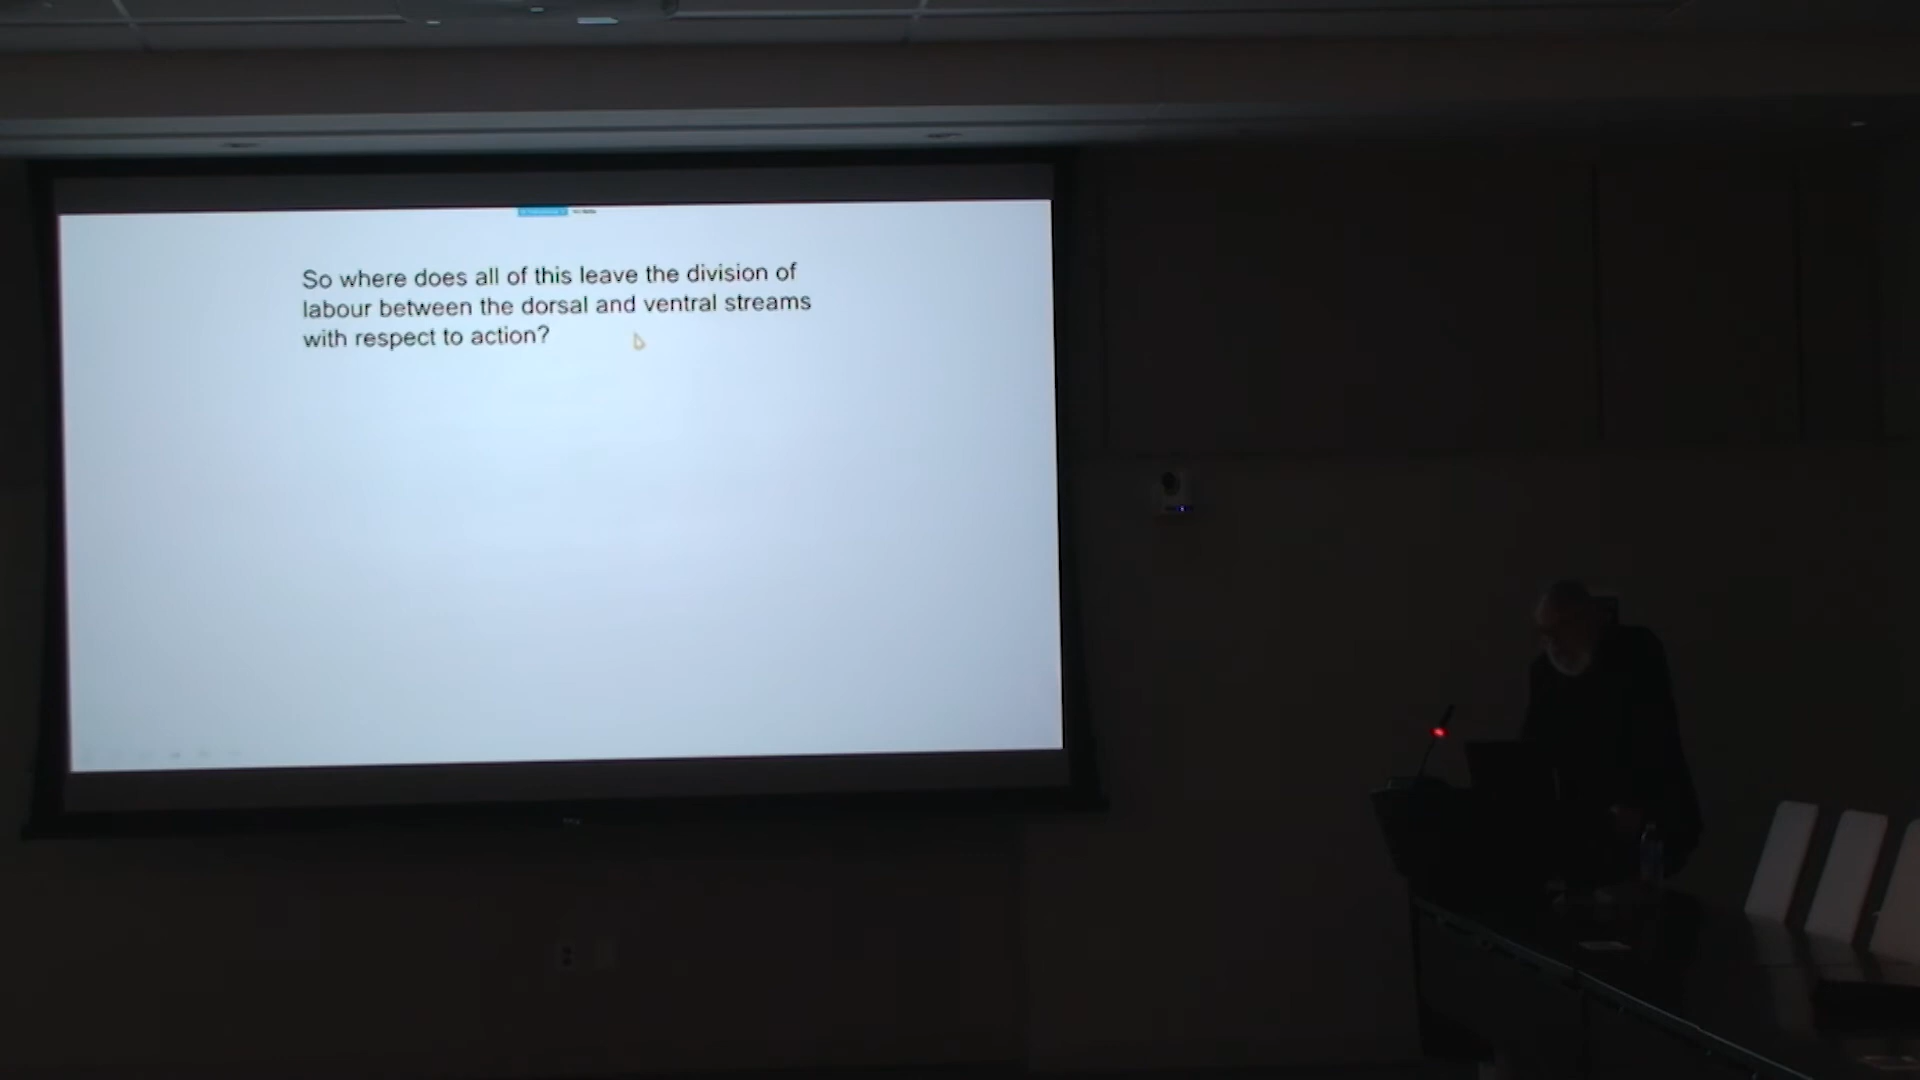 So where does all of this leave the division of
labour between the dorsal and ventral streams
with respect to action?